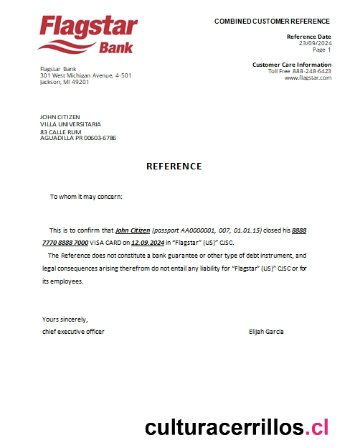 Flagstar
Bank
COMBINED CUSTOMER REFERENCE
Reference Date
23/09/2024
Page 1
Customer Care Information
Toll Free 888-248-6423
www.flagstar.com
Flagstar Bank
301 West Michigan Avenue, 4-501
Jackson, MI 49201
JOHN CITIZEN
VILLA UNIVERSITARIA
83 CALLE RUM
AGUADILLA PR 00603-6786
REFERENCE
To whom it may concern:
This is to confirm that John Citizen (passport AA0000001, 007, 01.01.15) closed his 8888
7770 8888 7000 VISA CARD on 12.09.2024 in “Flagstar” (US)” CJSC.
The Reference does not constitute a bank guarantee or other type of debt instrument, and
legal consequences arising therefrom do not entail any liability for “Flagstar” (US)” CJSC or for
its employees.
Yours sincerely,
chief executive officer Elijah Garcia
culturacerrillos.cl